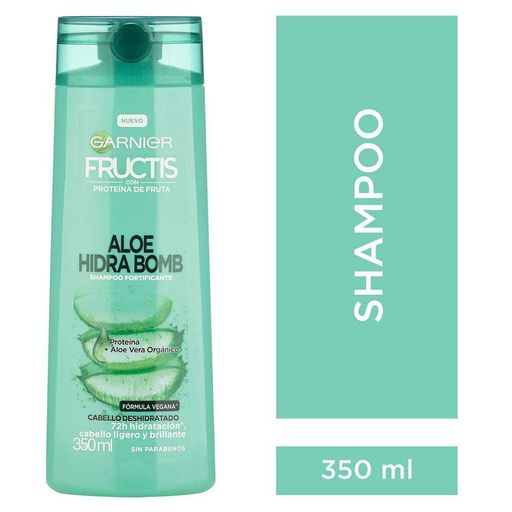 NUEVO
GARNIER
FRUCTIS
CON
PROTEÍNA DE FRUTA
ALOE
HIDRA BOMB
SHAMPOO FORTIFICANTE
Proteína
+ Aloe Vera Orgánico*
FÓRMULA VEGANA*
CABELLO DESHIDRATADO
72h hidratación*,
cabello ligero y brillante
350ml
SIN PARABENOS
SHAMPOO
350 ml